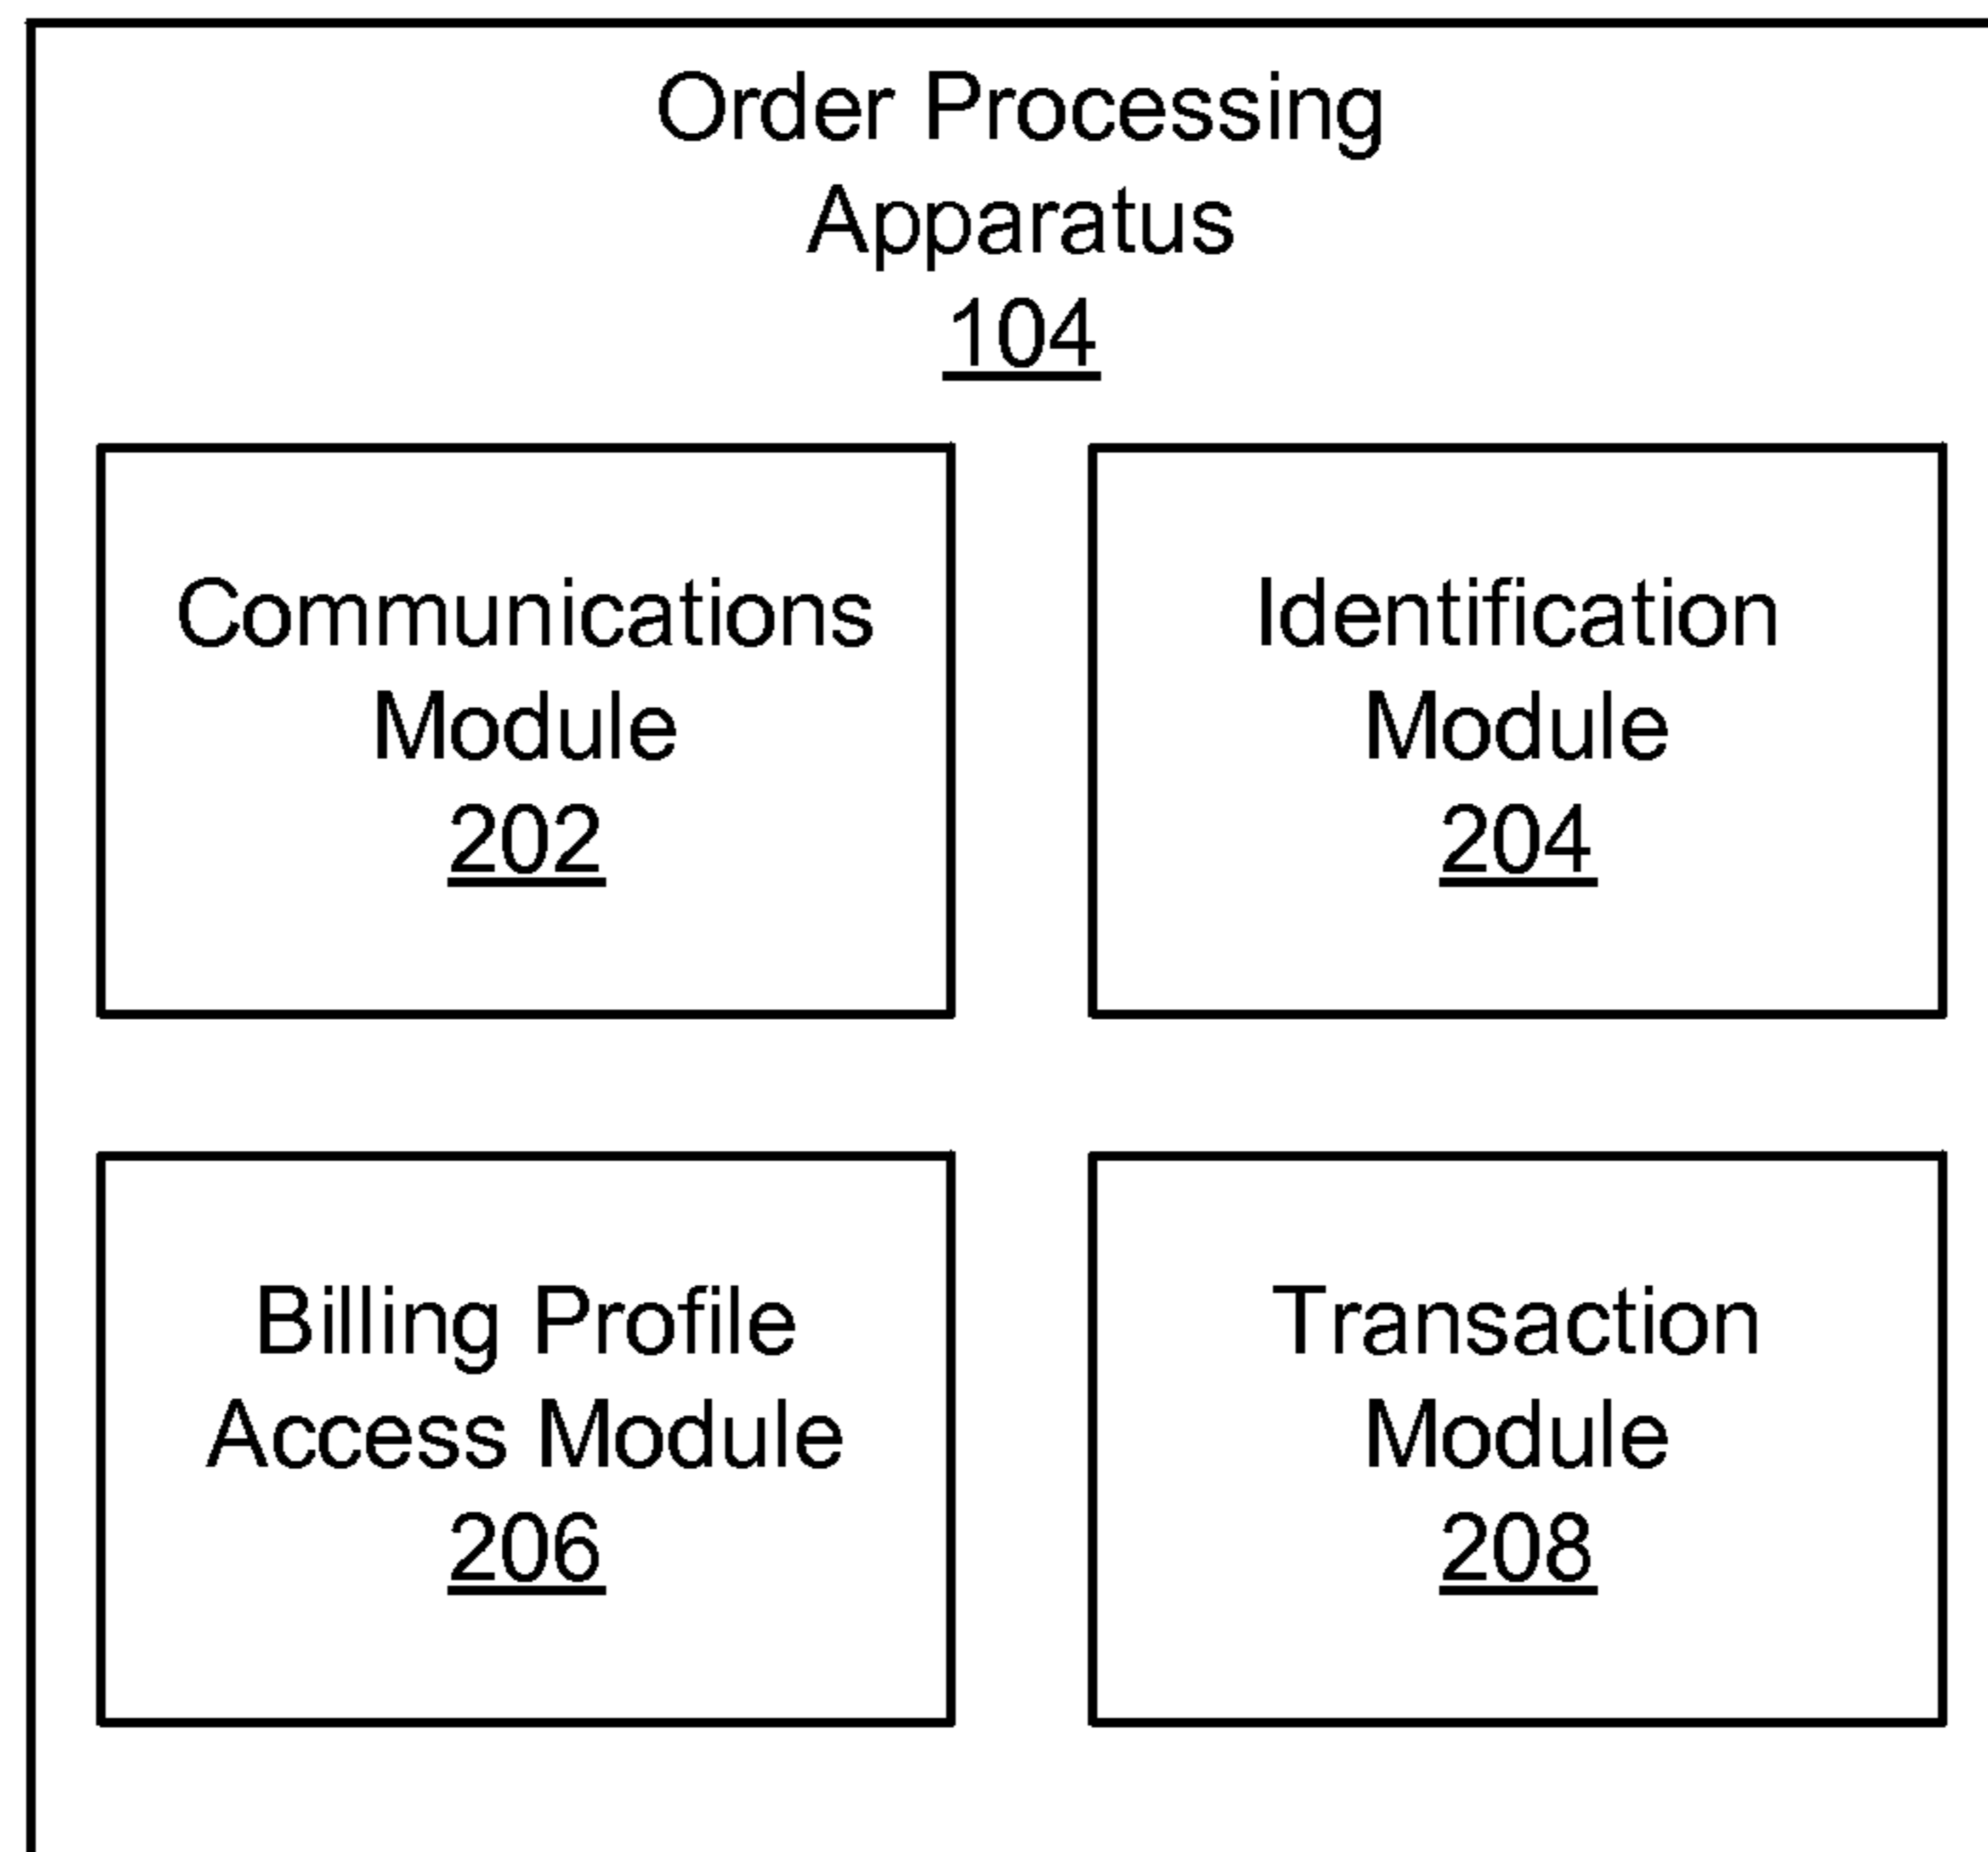 Order Processing
Apparatus
104
Communications
Module
202
Identification
Module
204
Billing Profile
Access Module
206
Transaction
Module
208